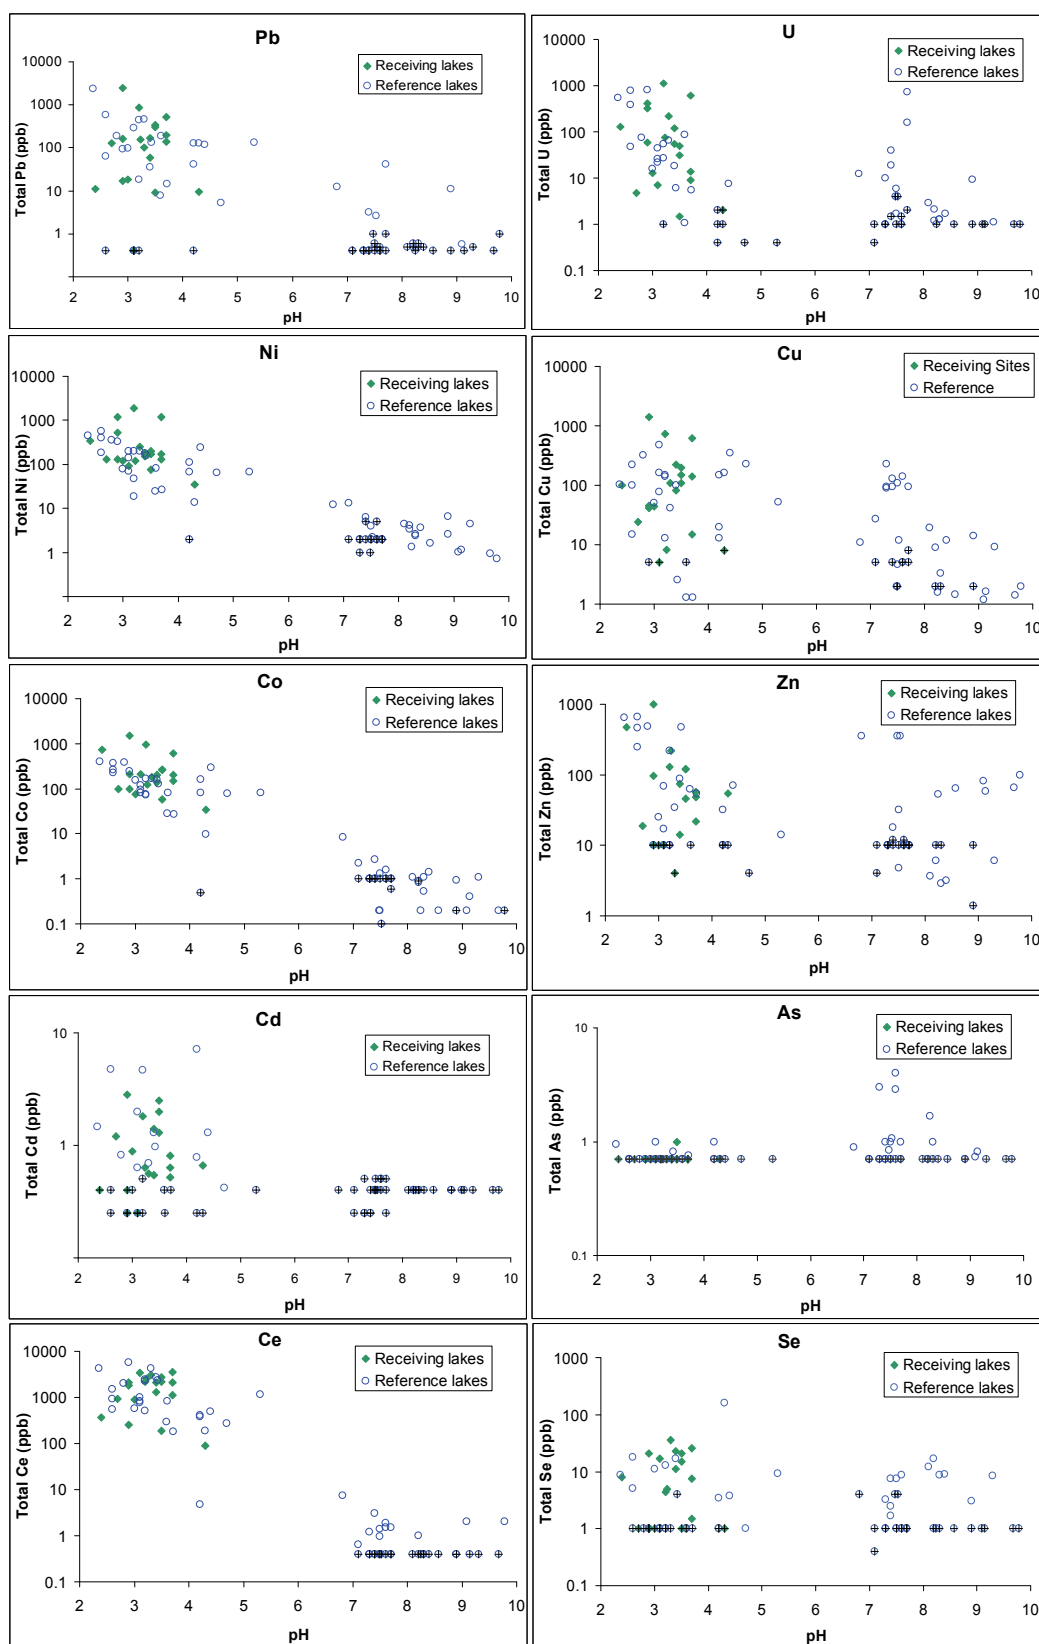 Pb
Receiving lakes
Reference lakes
Total Pb (ppb)
10000
1000
100
10
1
2 3 4 5 6 7 8 9 10
pH
U
Receiving lakes
Reference lakes
Total U (ppb)
10000
1000
100
10
1
0.1
2 3 4 5 6 7 8 9 10
pH
Ni
Receiving lakes
Reference lakes
Total Ni (ppb)
10000
1000
100
10
1
2 3 4 5 6 7 8 9 10
pH
Cu
Receiving Sites
Reference
Total Cu (ppb)
10000
1000
100
10
1
2 3 4 5 6 7 8 9 10
pH
Co
Receiving lakes
Reference lakes
Total Co (ppb)
10000
1000
100
10
1
0.1
2 3 4 5 6 7 8 9 10
pH
Zn
Receiving lakes
Reference lakes
Total Zn (ppb)
1000
100
10
1
2 3 4 5 6 7 8 9 10
pH
Cd
Receiving lakes
Reference lakes
Total Cd (ppb)
10
1
2 3 4 5 6 7 8 9 10
pH
As
Receiving lakes
Reference lakes
Total As (ppb)
10
1
0.1
2 3 4 5 6 7 8 9 10
pH
Ce
Receiving lakes
Reference lakes
Total Ce (ppb)
10000
1000
100
10
1
0.1
2 3 4 5 6 7 8 9 10
pH
Se
Receiving lakes
Reference lakes
Total Se (ppb)
1000
100
10
1
0.1
2 3 4 5 6 7 8 9 10
pH